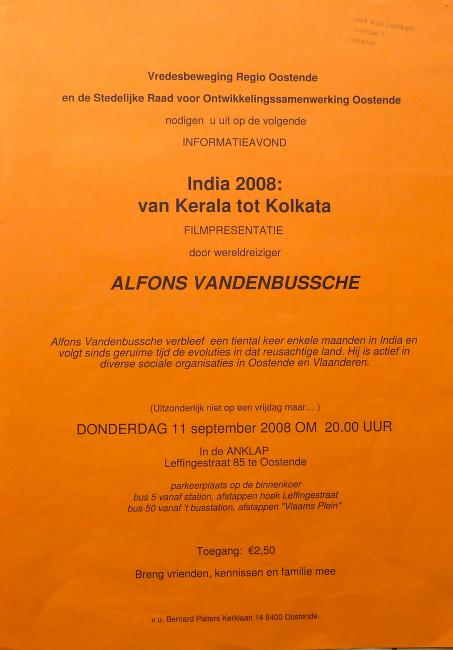 Kris Lambert
Vredesbeweging Regio Oostende
en de Stedelijke Raad voor Ontwikkelingssamenwerking Oostende
nodigen u uit op de volgende
INFORMATIEAVOND
India 2008:
van Kerala tot Kolkata
FILMPRESENTATIE
door wereldreiziger
ALFONS VANDENBUSSCHE
Alfons Vandenbussche verbleef een tiental keer enkele maanden in India en
volgt sinds geruime tijd de evoluties in dat reusachtige land. Hij is actief in
diverse sociale organisaties in Oostende en Vlaanderen.
(Uitzonderlijk niet op een vrijdag maar... )
DONDERDAG 11 september 2008 OM 20.00 UUR
In de ANKLAP
Leffingestraat 85 te Oostende
parkeerplaats op de binnenkoer
bus 5 vanaf station, afstappen hoek Leffingestraat
bus 50 vanaf 't busstation, afstappen "Vlaams Plein"
Toegang: €2,50
Breng vrienden, kennissen en familie mee
v.u. Bernard Pieters Kerklaan 14 8400 Oostende.